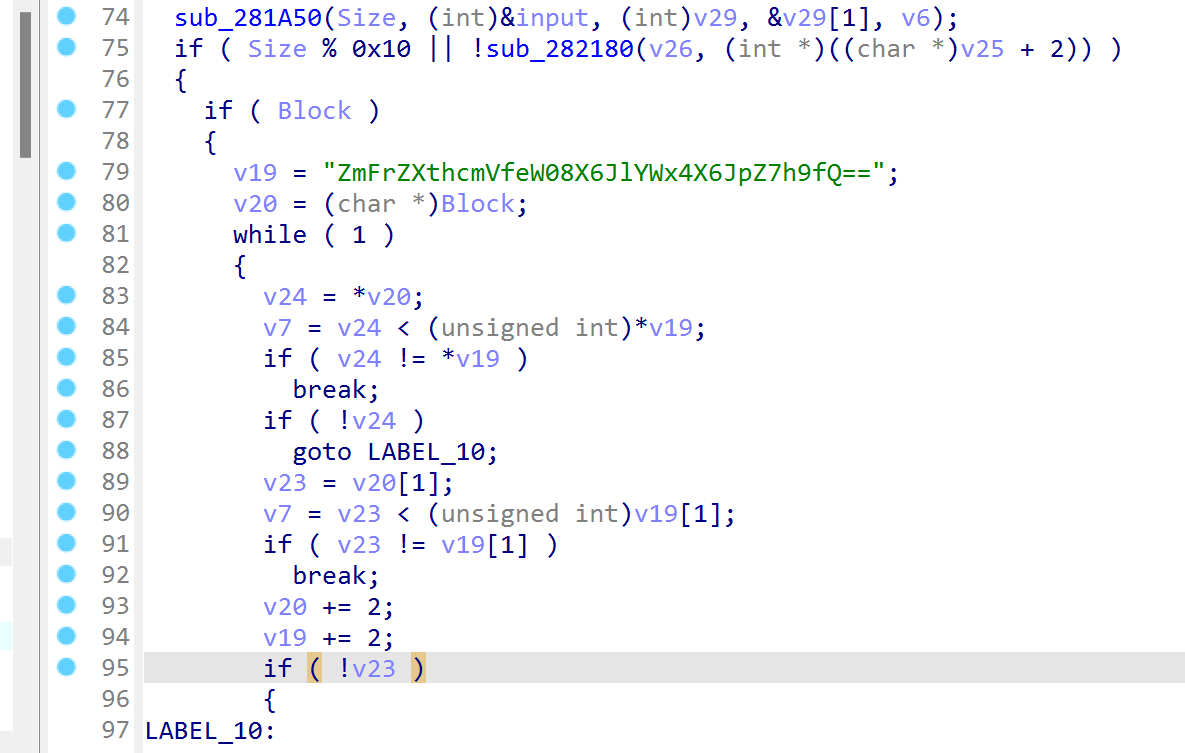 74 sub_281A50(Size, (int)&input, (int)v29, &v29[1], v6);
75 if ( Size % 0x10 || !sub_282180(v26, (int *)((char *)v25 + 2)) )
76 {
77 if ( Block )
78 {
79 v19 = "ZmFrZXthcmVfeW08X6JlYWx4X6JpZ7h9fQ==";
80 v20 = (char *)Block;
81 while ( 1 )
82 {
83 v24 = *v20;
84 v7 = v24 < (unsigned int)*v19;
85 if ( v24 != *v19 )
86 break;
87 if ( !v24 )
88 goto LABEL_10;
89 v23 = v20[1];
90 v7 = v23 < (unsigned int)v19[1];
91 if ( v23 != v19[1] )
92 break;
93 v20 += 2;
94 v19 += 2;
95 if ( !v23 )
96 {
97 LABEL_10: